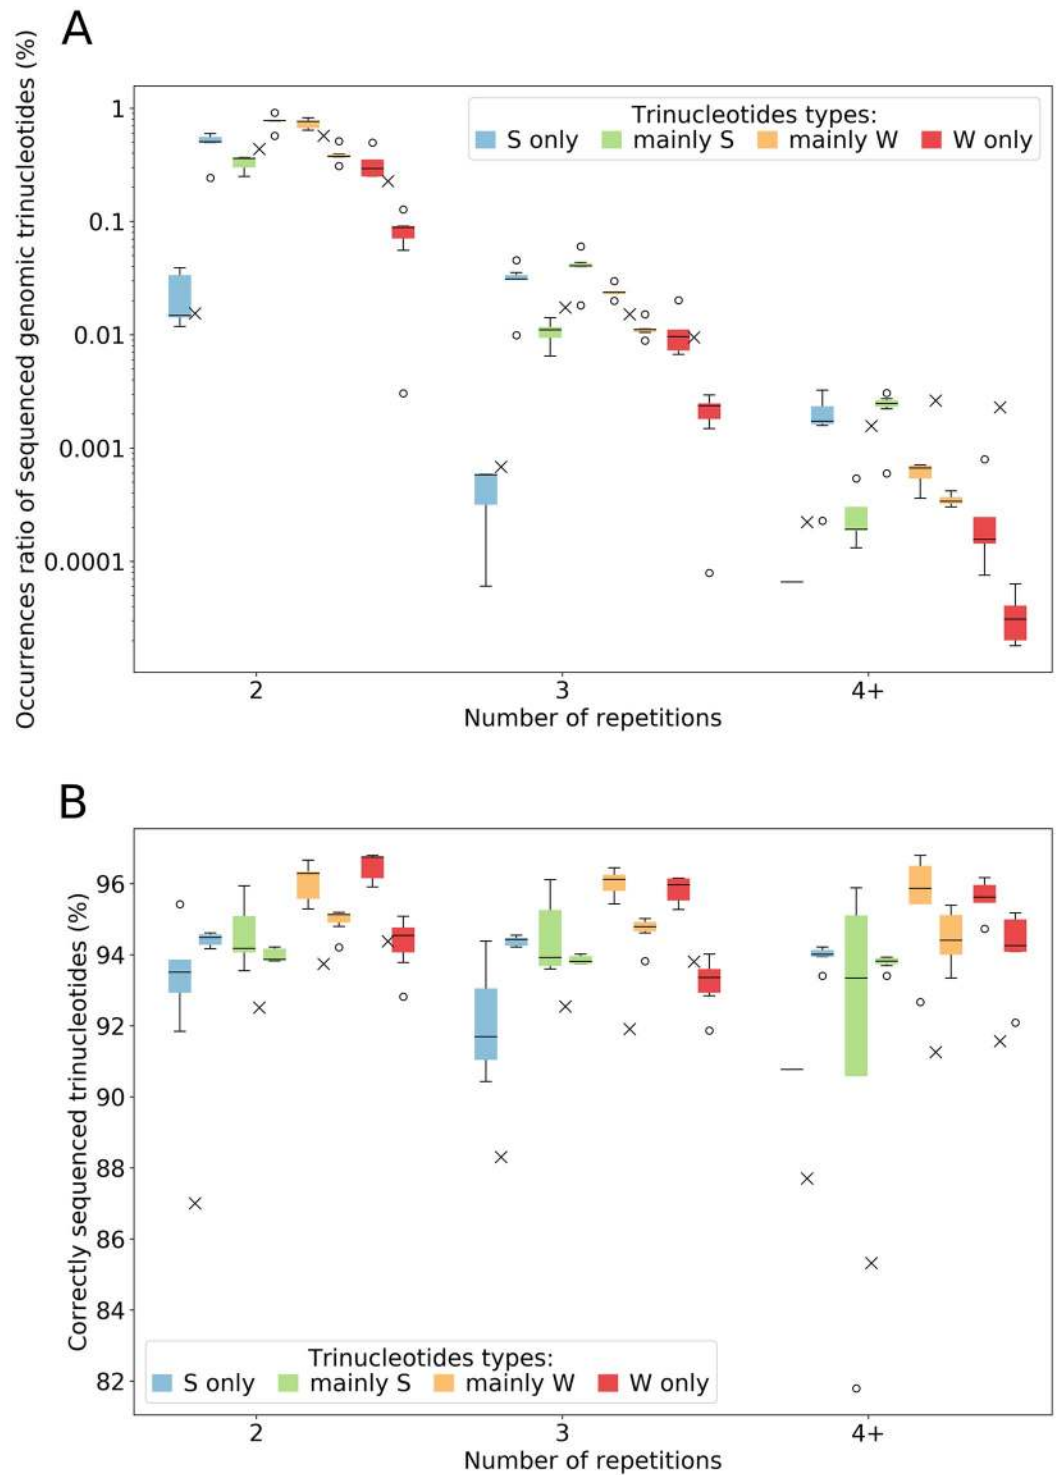 A
Occurrences ratio of sequenced genomic trinucleotides (%)
1
0.1
0.01
0.001
0.0001
Trinucleotides types:
S only mainly S mainly W W only
2 3 4+
Number of repetitions
B
Correctly sequenced trinucleotides (%)
96
94
92
90
88
86
84
82
Trinucleotides types:
S only mainly S mainly W W only
2 3 4+
Number of repetitions